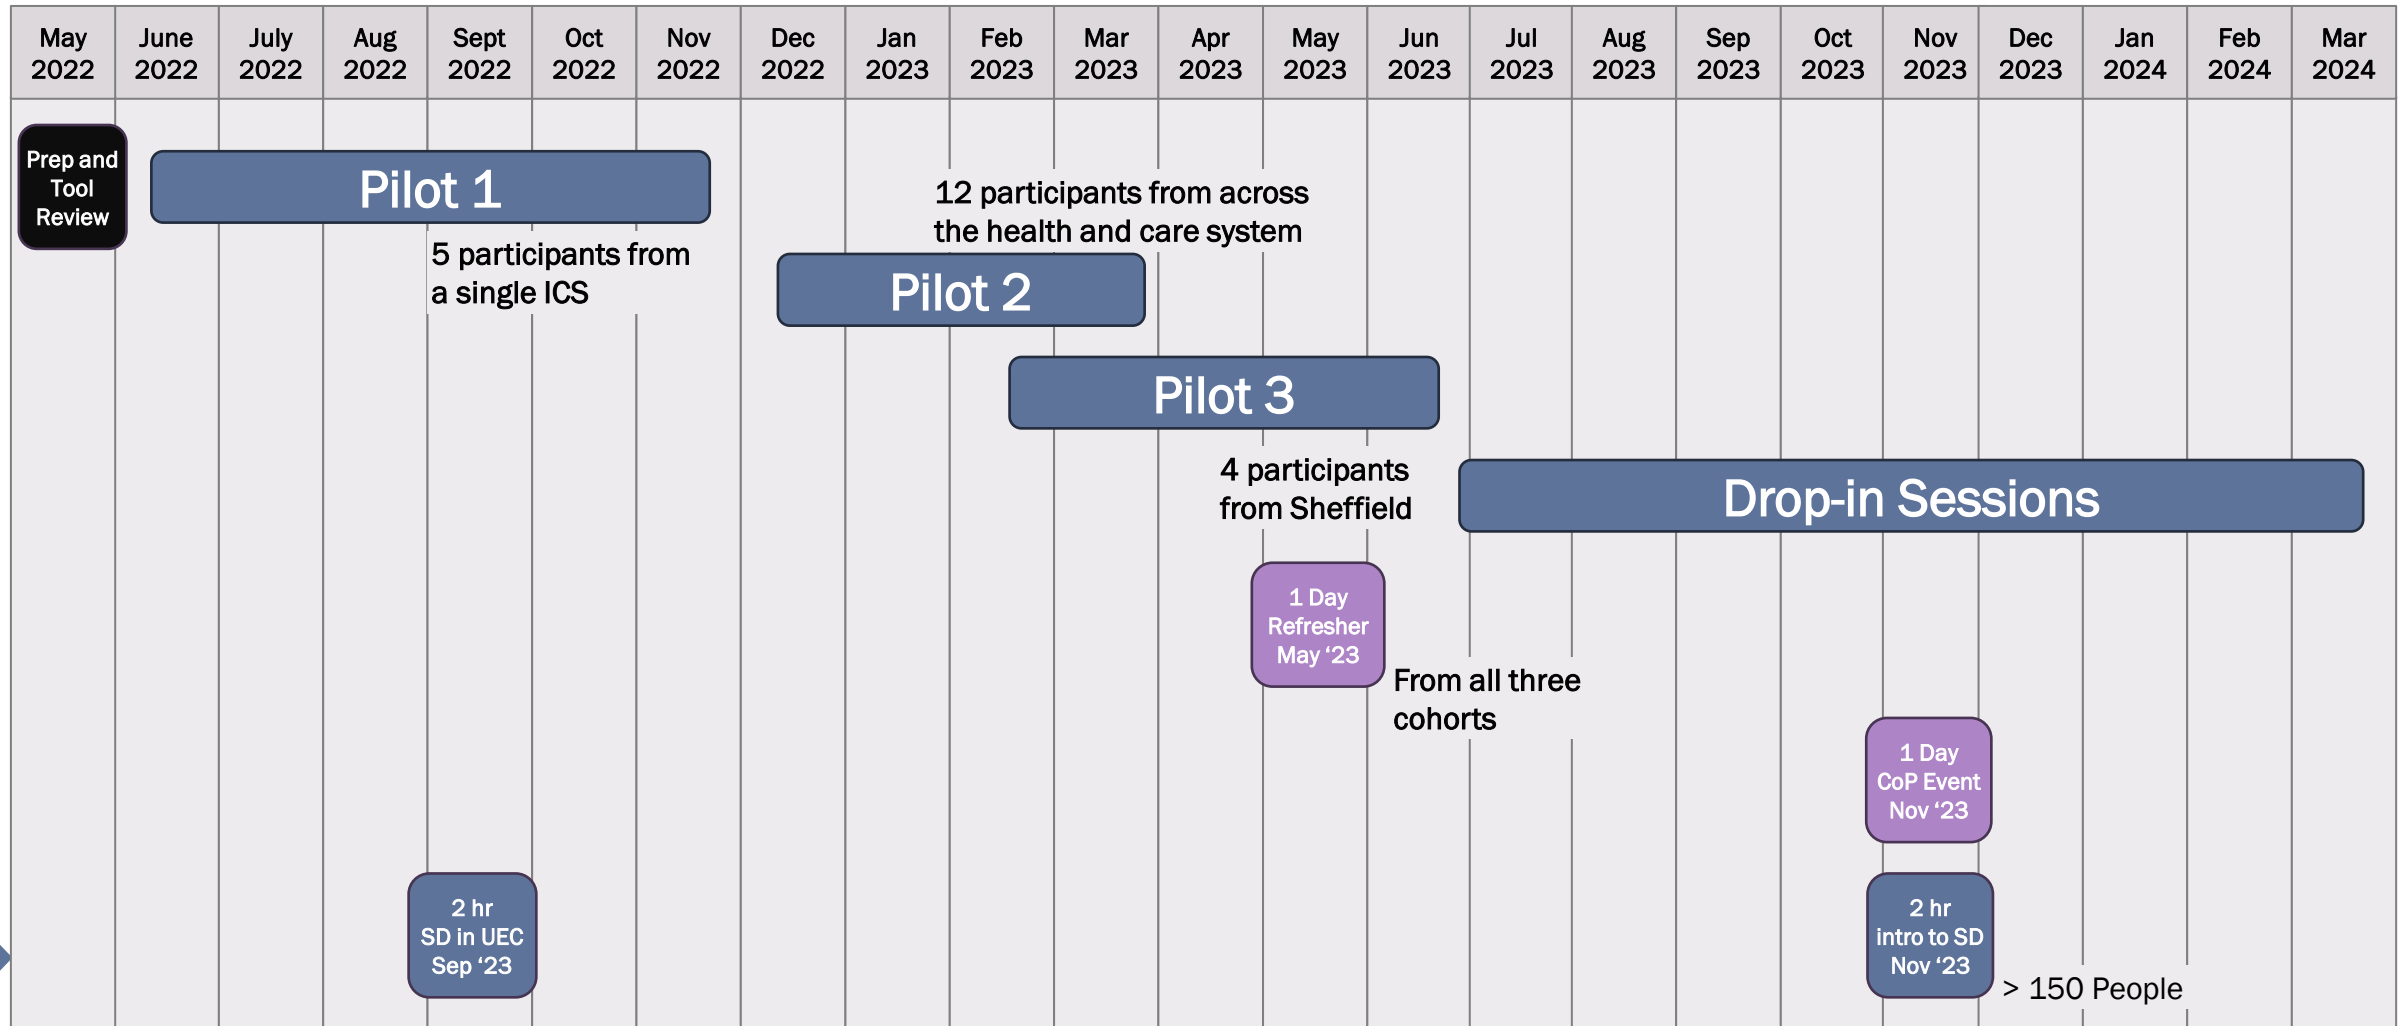 May June July Aug Sept Oct Nov Dec Jan Feb Mar Apr May Jun Jul Aug Sep Oct Nov Dec Jan Feb Mar
2022 2022 2022 2022 2022 2022 2022 2022 2023 2023 2023 2023 2023 2023 2023 2023 2023 2023 2023 2023 2024 2024 2024
Prep and
Tool
Review
Pilot 1
5 participants from
a single ICS
12 participants from across
the health and care system
Pilot 2
Pilot 3
4 participants
from Sheffield
Drop-in Sessions
1 Day
Refresher
May ‘23
From all three
cohorts
1 Day
CoP Event
Nov ‘23
2 hr
SD in UEC
Sep ‘23
2 hr
intro to SD
Nov ‘23
> 150 People